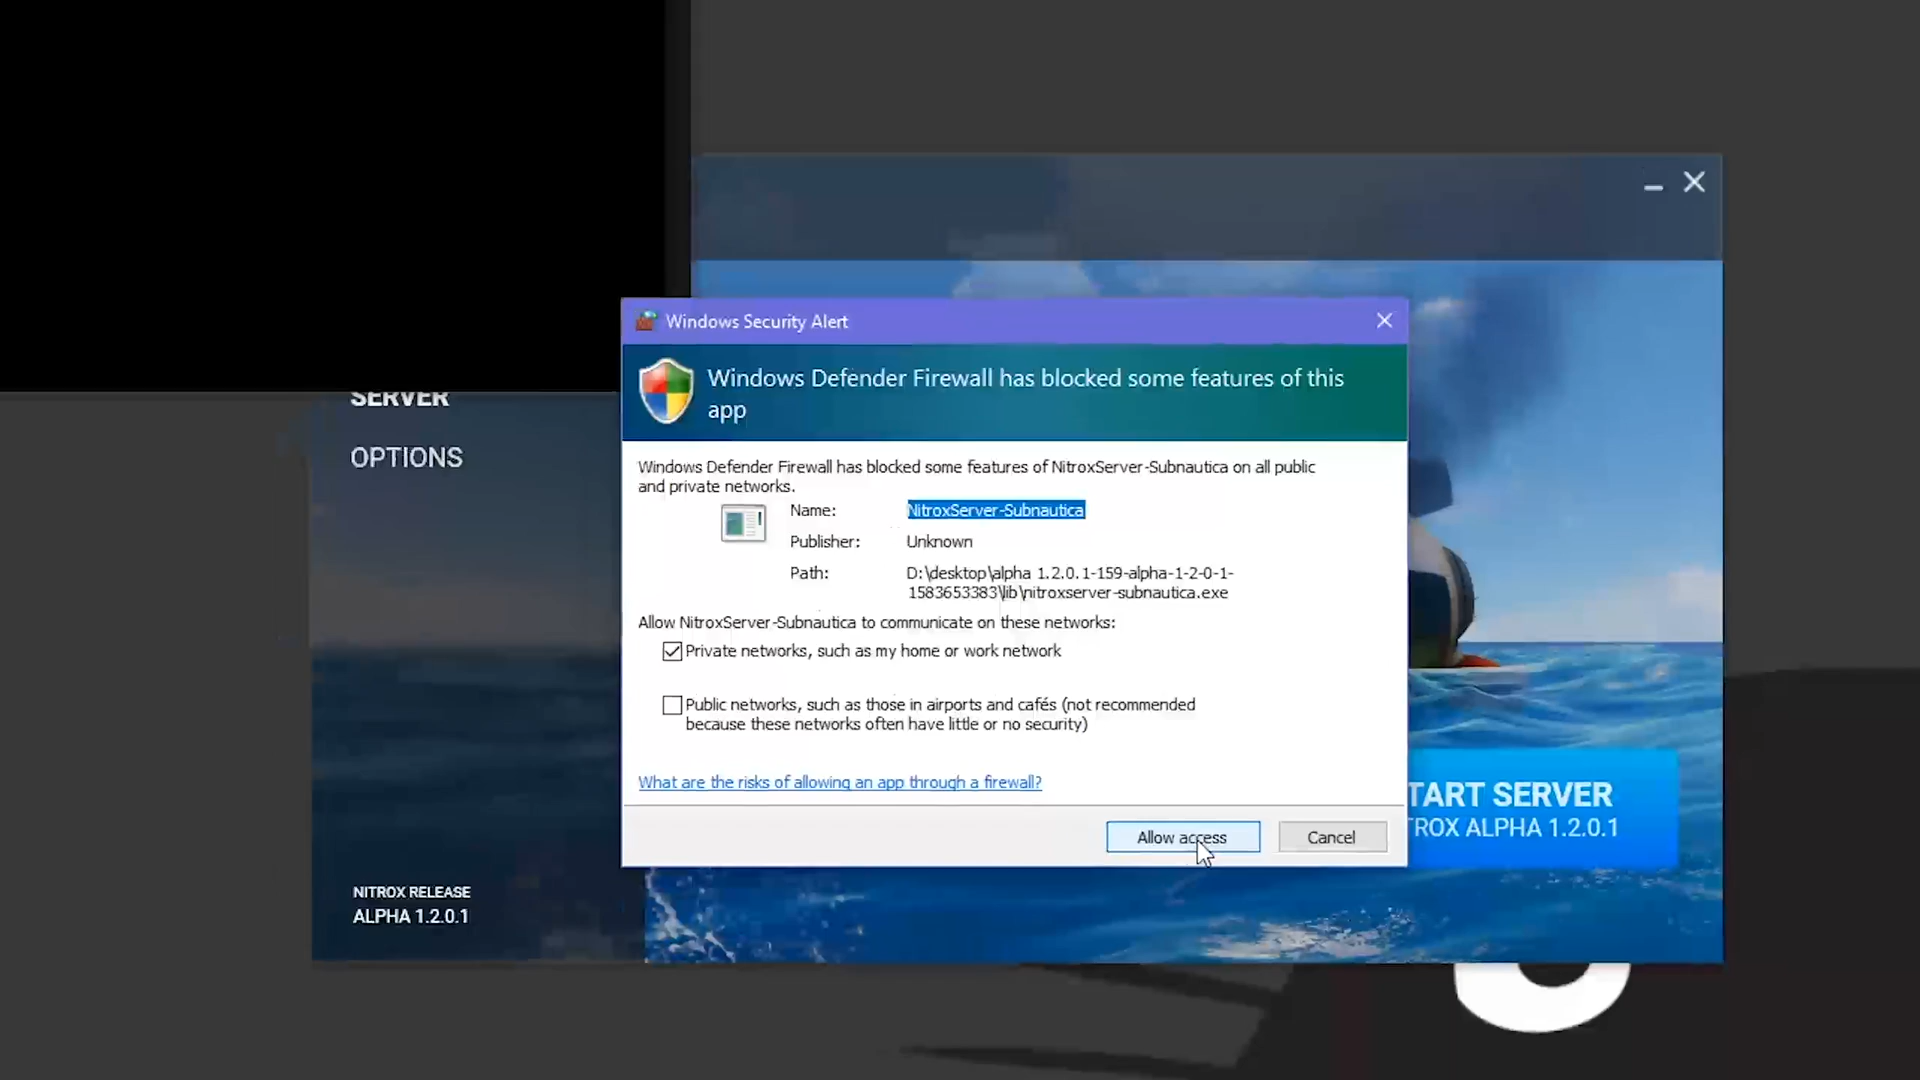 Windows Security Alert
Windows Defender Firewall has blocked some features of this
app
Windows Defender Firewall has blocked some features of NitroxServer-Subnautica on all public
and private networks.
Name: NitroxServer-Subnautica
Publisher: Unknown
Path: D:\desktop\alpha 1.2.0.1-159-alpha-1-2-0-1-
1583653383\lib\nitroxserver-subnautica.exe
Allow NitroxServer-Subnautica to communicate on these networks:
Private networks, such as my home or work network
Public networks, such as those in airports and cafés (not recommended
because these networks often have little or no security)
What are the risks of allowing an app through a firewall?
Allow access
Cancel
SERVER
OPTIONS
TART SERVER
TROX ALPHA 1.2.0.1
NITROX RELEASE
ALPHA 1.2.0.1